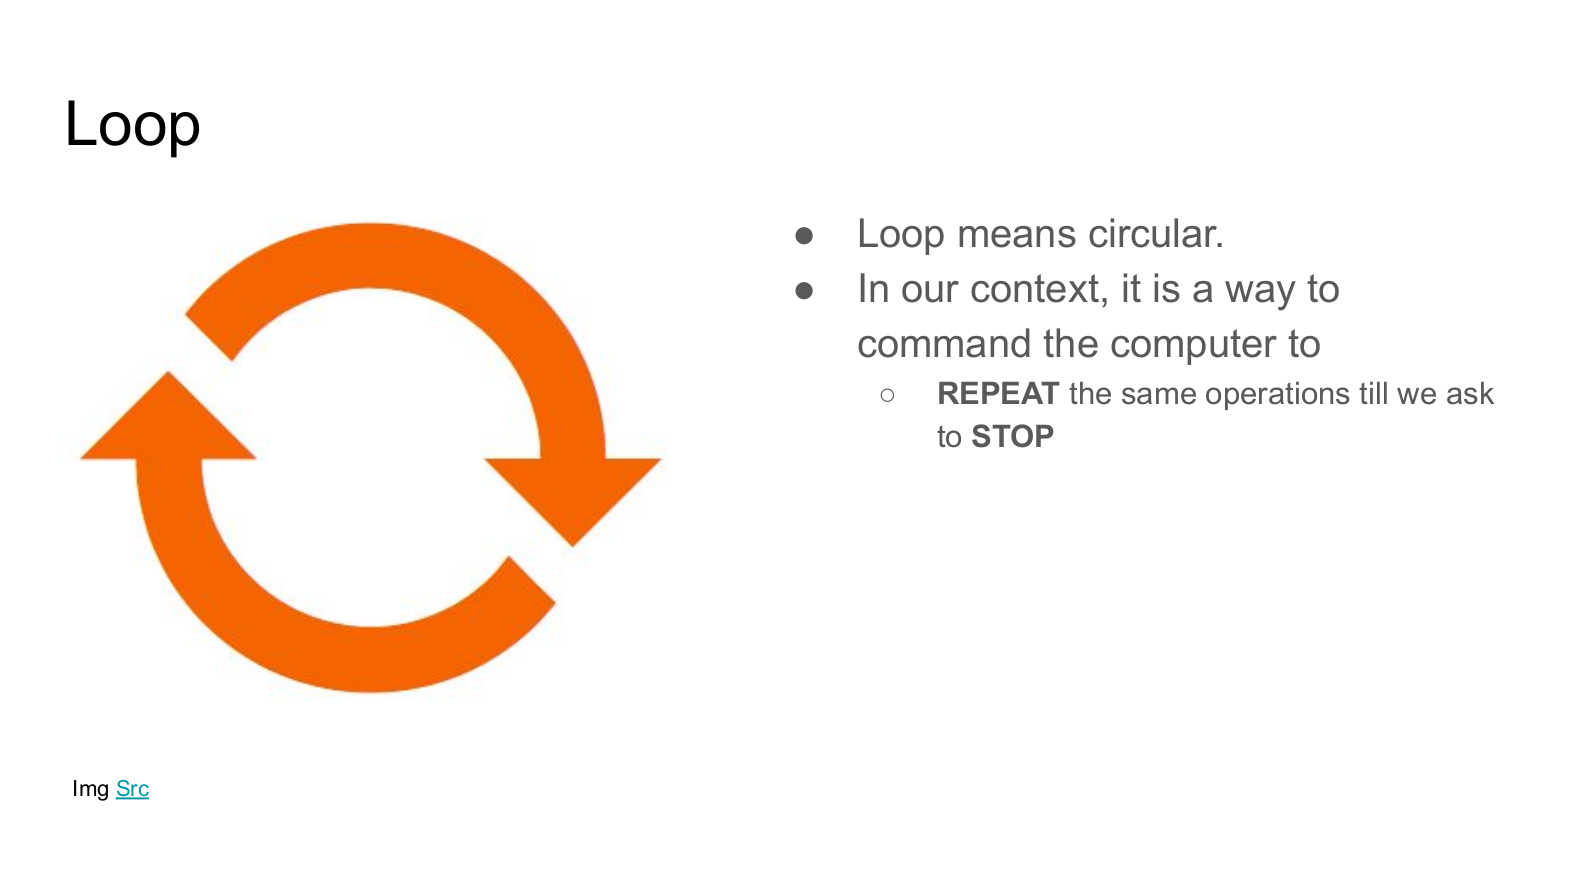 Loop
● Loop means circular.
● In our context, it is a way to
command the computer to
○ REPEAT the same operations till we ask
to STOP
Img Src